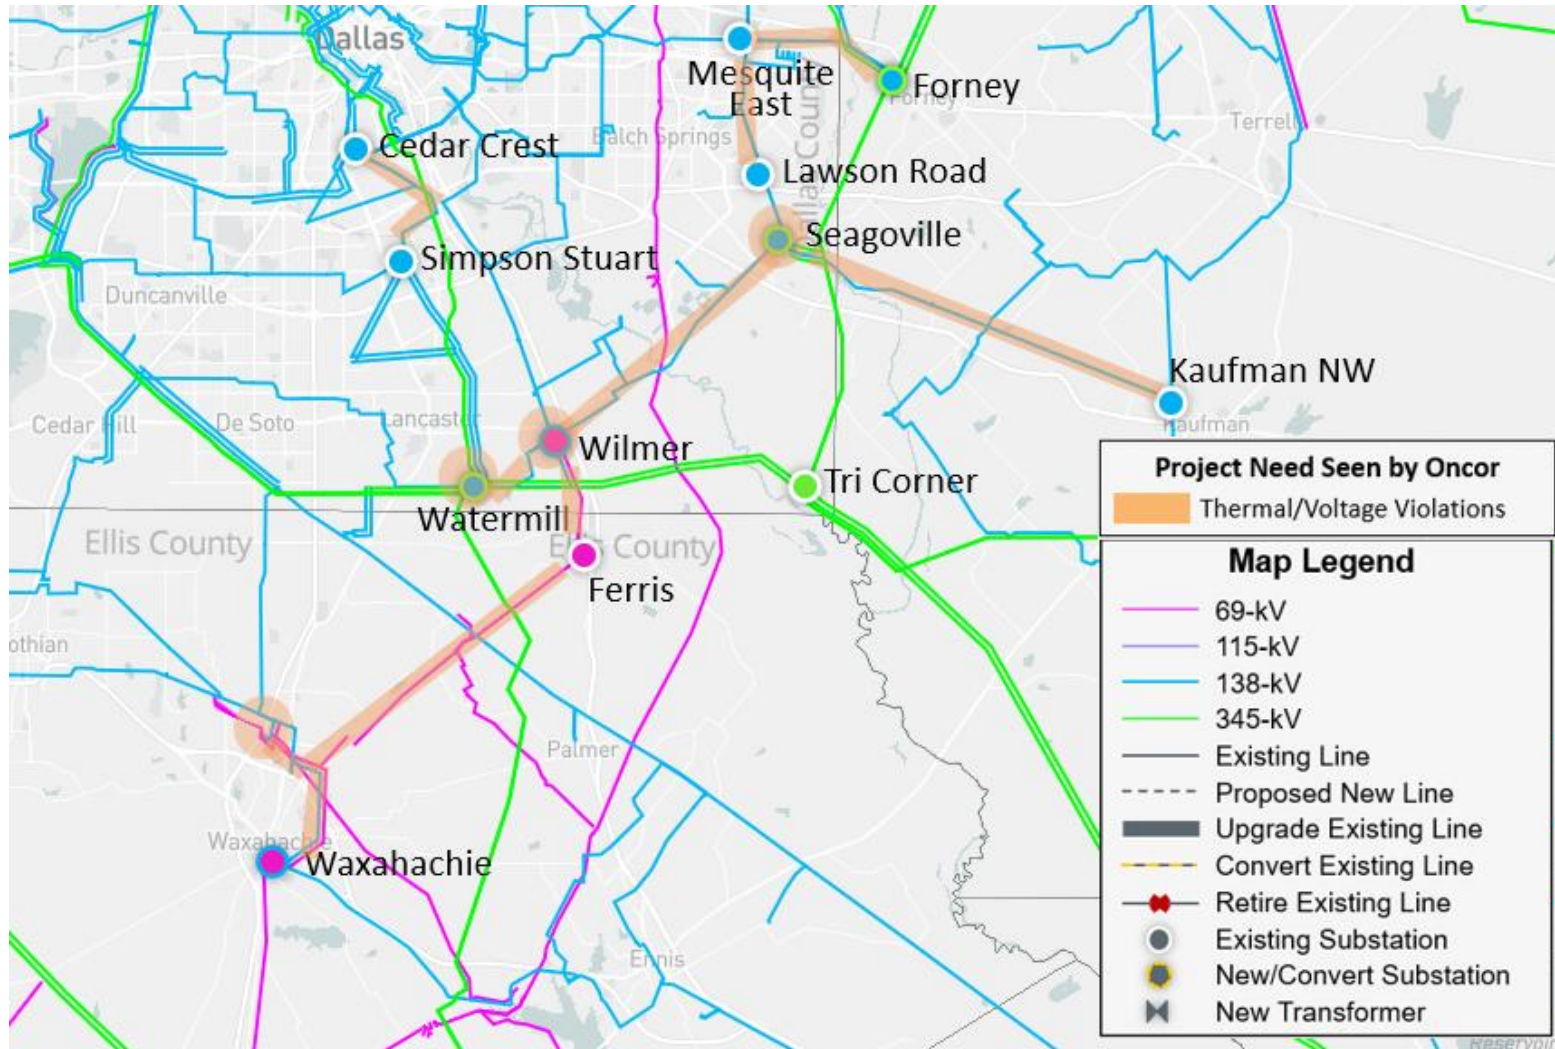 Dallas
Mesquite
East
Forney
Forney
Terrell
Cedar Crest
Balch Springs
Lawson Road
Seagoville
Simpson Stuart
Duncanville
Kaufman NW
Kaufman
Cedar Hill
De Soto
Lancaster
Wilmer
Tri Corner
Watermill
Ellis County
Ellis County
Ferris
othian
Palmer
Waxahachie
Waxahachie
Ennis
Project Need Seen by Oncor
Thermal/Voltage Violations
Map Legend
69-kV
115-kV
138-kV
345-kV
Existing Line
Proposed New Line
Upgrade Existing Line
Convert Existing Line
Retire Existing Line
Existing Substation
New/Convert Substation
New Transformer